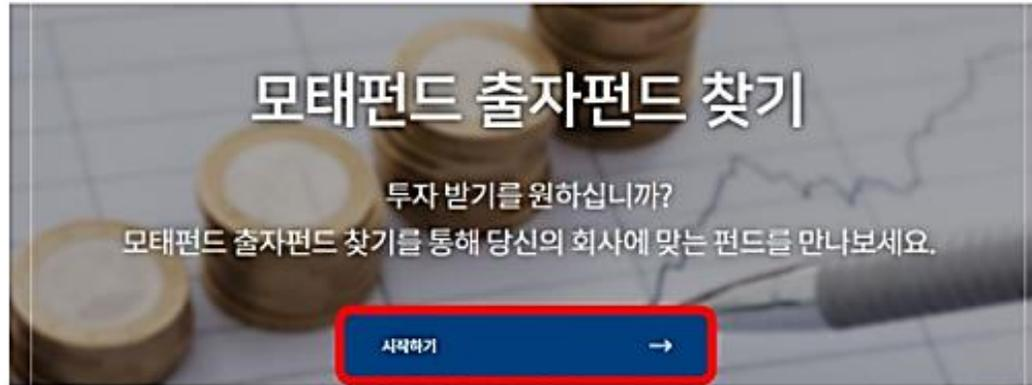 모태펀드 출자펀드 찾기
투자 받기를 원하십니까?
모태펀드 출자펀드 찾기를 통해 당신의 회사에 맞는 펀드를 만나보세요.
시작하기 →